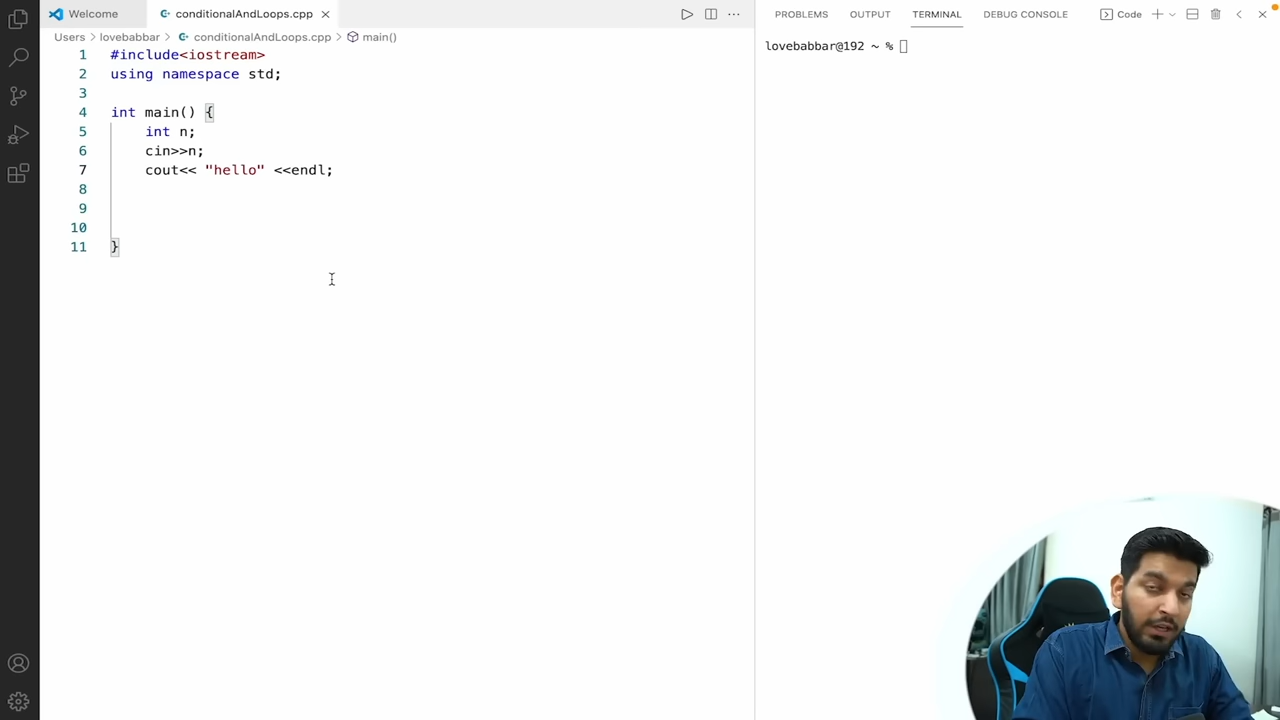 Welcome
conditionalAndLoops.cpp
Users > lovebabbar > conditionalAndLoops.cpp > main()
1 #include<iostream>
2 using namespace std;
3
4 int main() {
5     int n;
6     cin>>n;
7     cout<< "hello" <<endl;
8
9
10
11 }
PROBLEMS OUTPUT TERMINAL DEBUG CONSOLE Code
lovebabbar@192 ~ %